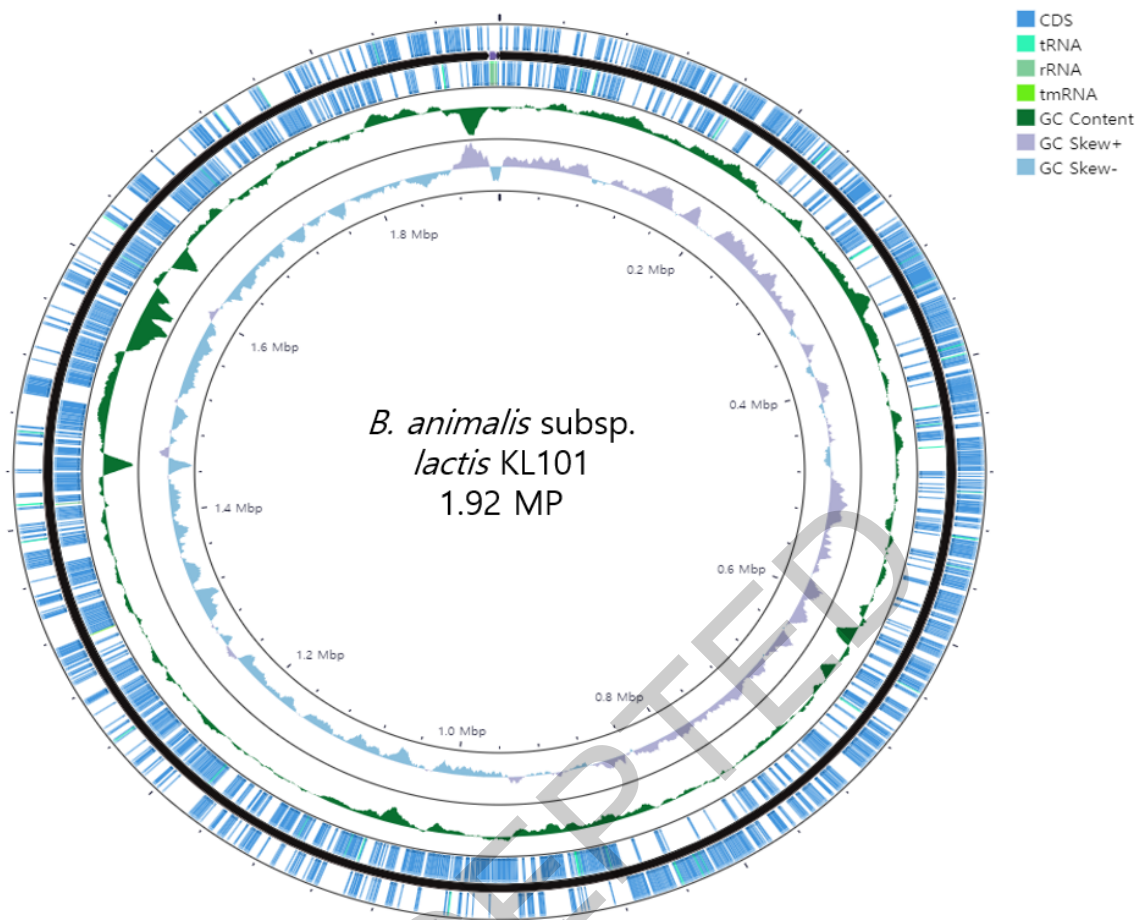 CDS
tRNA
rRNA
tmRNA
GC Content
GC Skew+
GC Skew-
1.8 Mbp
0.2 Mbp
1.6 Mbp
0.4 Mbp
B. animalis subsp.
lactis KL101
1.92 MP
1.4 Mbp
0.6 Mbp
1.2 Mbp
0.8 Mbp
1.0 Mbp
EPTED